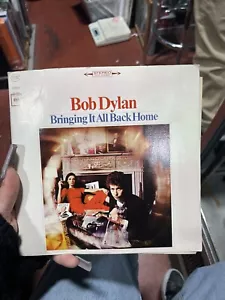 STEREO
Bob Dylan
Bringing It All Back Home